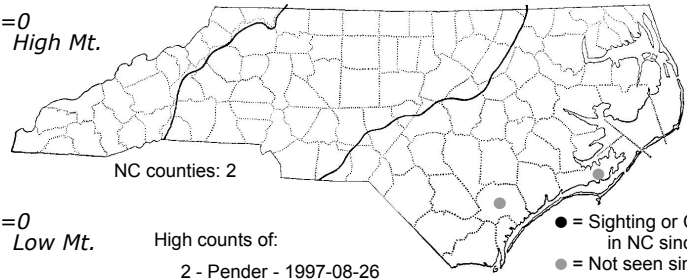 =0
High Mt.
NC counties: 2
=0
Low Mt.
High counts of:
2 - Pender - 1997-08-26
● = Sighting or
in NC sinc
● = Not seen sin